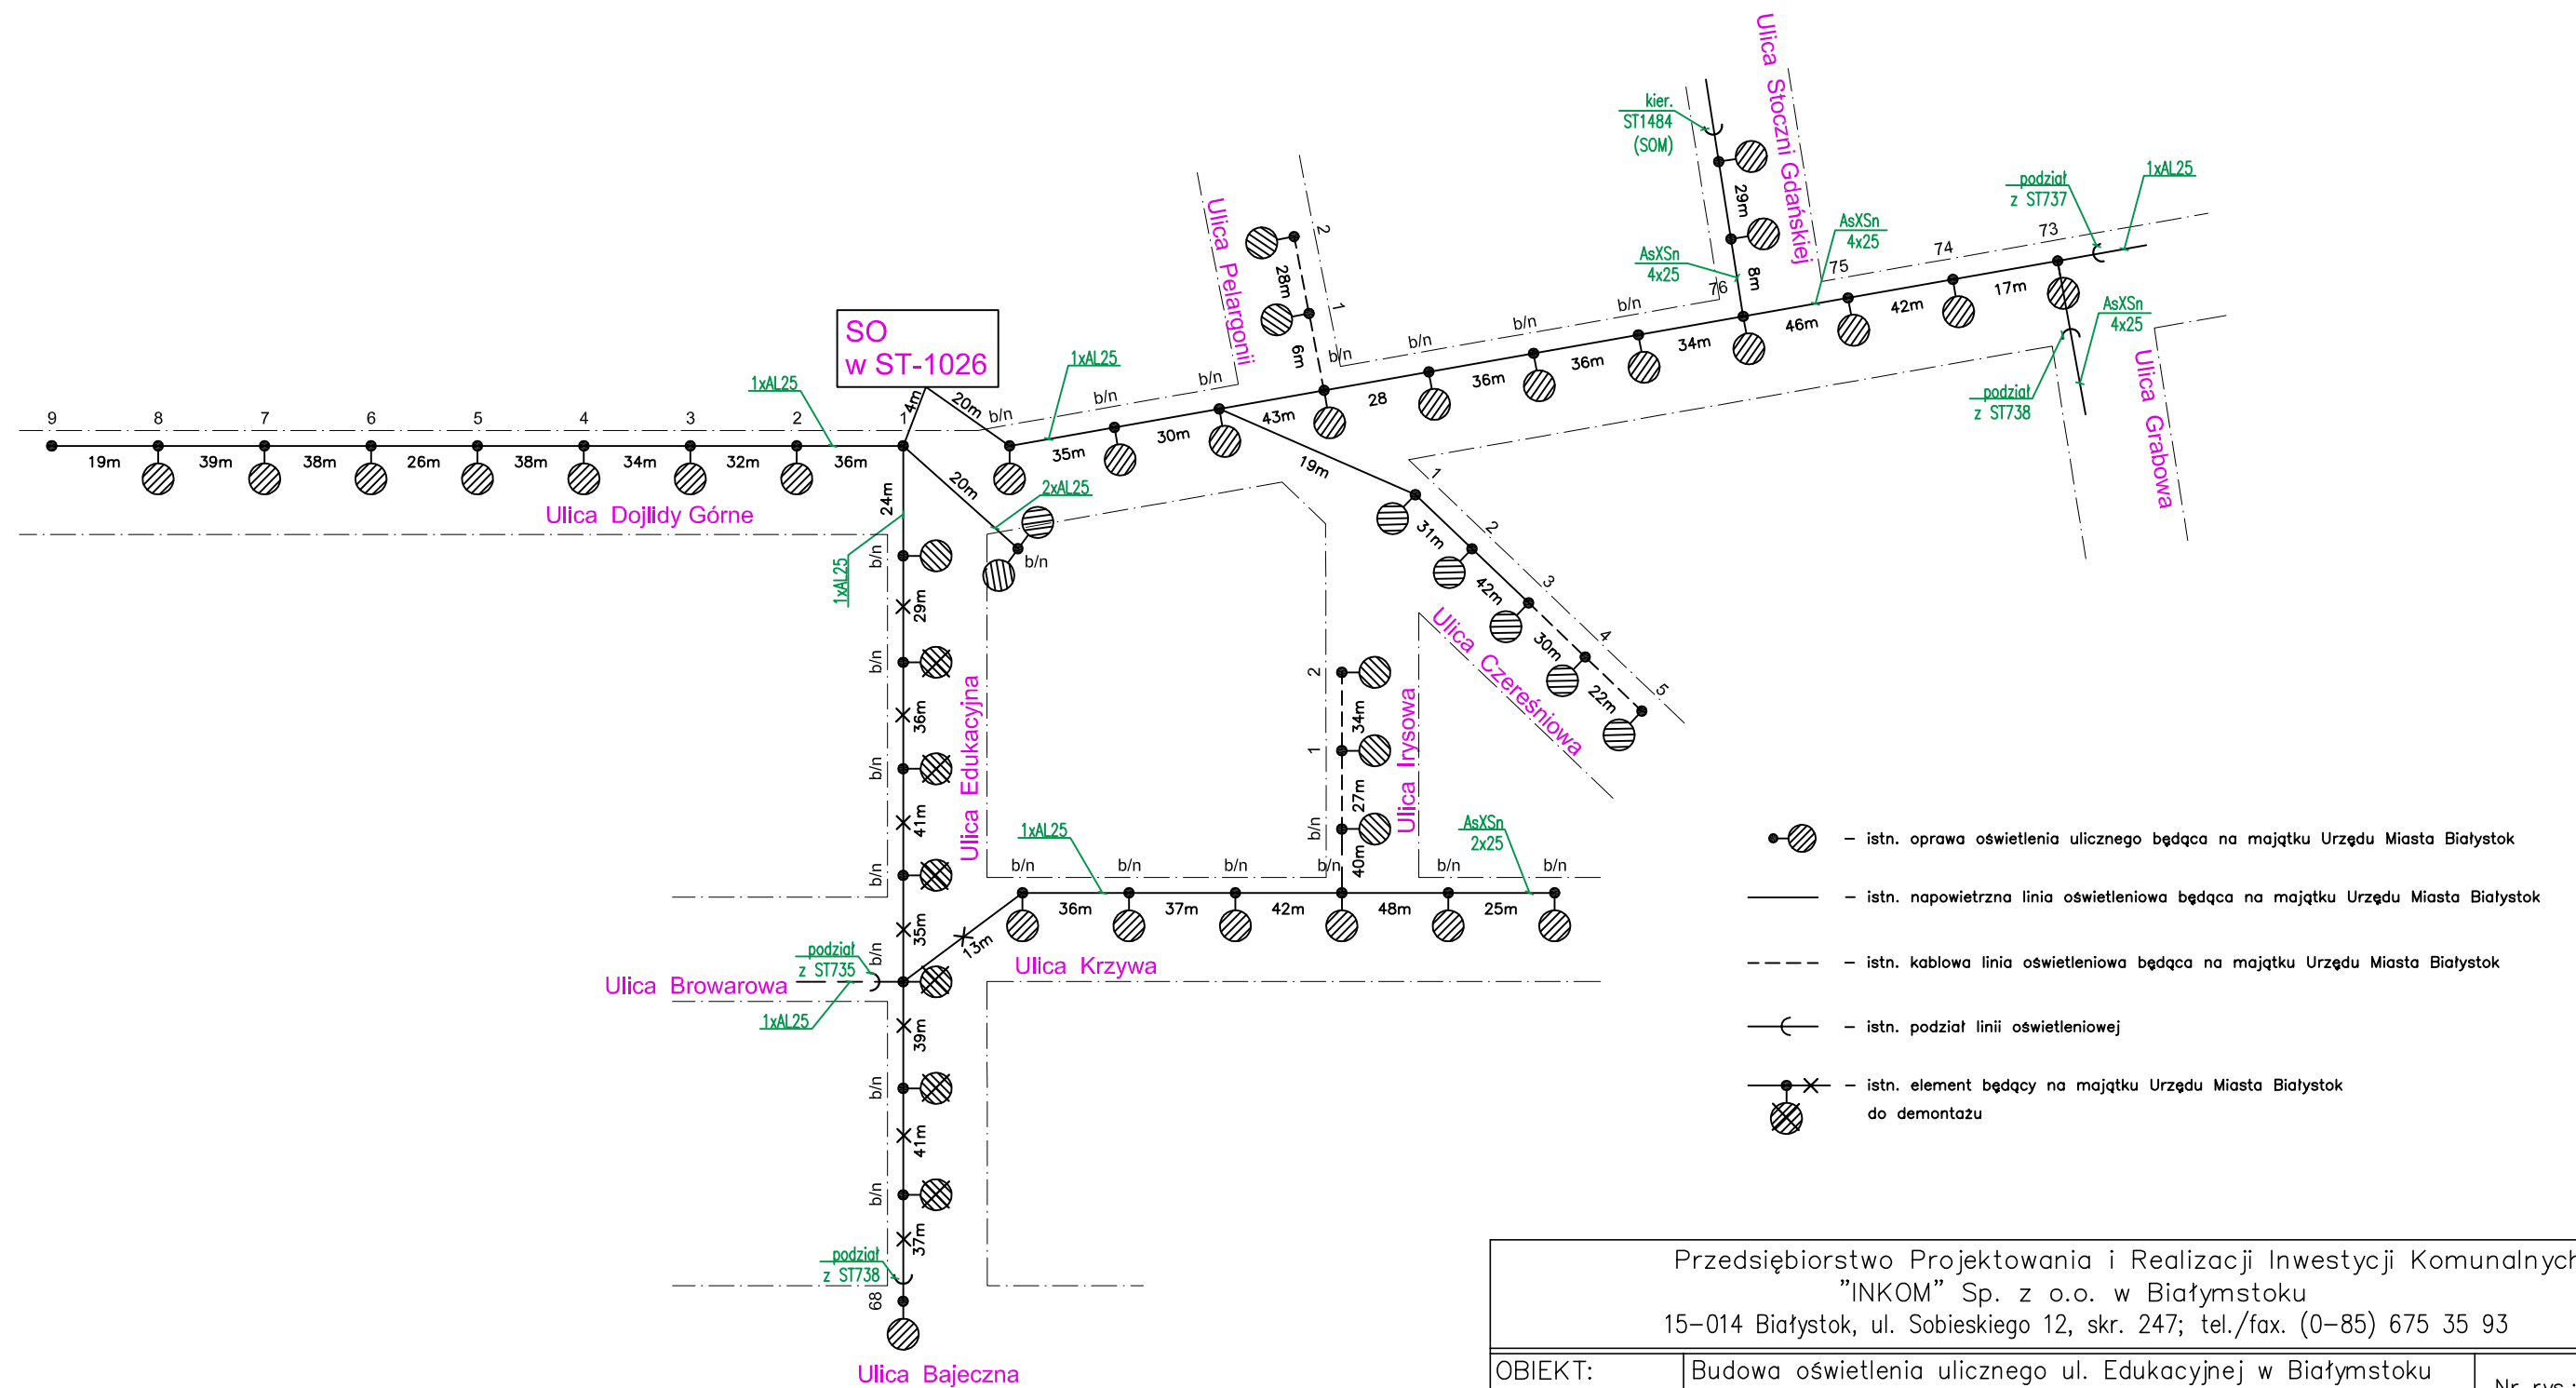 Ulica Stoczni Gdańskiej
kier.
ST1484
(SOM)
29m
8m
AsXSn
4x25
AsXSn
4x25
podział
z ST737
1xAL25
73
74
75
76
17m
42m
46m
34m
AsXSn
4x25
podział
z ST738
Ulica Grabowa
Ulica Pelargonii
2
28m
1
6m
b/n
b/n
b/n
b/n
28
36m
36m
SO
w ST-1026
4m
20m
b/n
b/n
b/n
1xAL25
35m
30m
43m
1xAL25
9
8
7
6
5
4
3
2
1
19m
39m
38m
26m
38m
34m
32m
36m
Ulica Dojlidy Górne
24m
1xAL25
20m
2xAL25
b/n
19m
1
31m
2
42m
3
30m
4
22m
5
Ulica Czereśniowa
b/n
29m
b/n
36m
b/n
41m
b/n
35m
b/n
39m
b/n
41m
b/n
37m
68
Ulica Edukacyjna
2
34m
1
27m
b/n
40m
Ulica Irysowa
1xAL25
AsXSn
2x25
b/n
b/n
b/n
b/n
b/n
b/n
36m
37m
42m
48m
25m
13m
Ulica Krzywa
podział
z ST735
Ulica Browarowa
1xAL25
podział
z ST738
Ulica Bajeczna
– istn. oprawa oświetlenia ulicznego będąca na majątku Urzędu Miasta Białystok
– istn. napowietrzna linia oświetleniowa będąca na majątku Urzędu Miasta Białystok
– istn. kablowa linia oświetleniowa będąca na majątku Urzędu Miasta Białystok
– istn. podział linii oświetleniowej
– istn. element będący na majątku Urzędu Miasta Białystok
do demontażu
Przedsiębiorstwo Projektowania i Realizacji Inwestycji Komunalnych
"INKOM" Sp. z o.o. w Białymstoku
15–014 Białystok, ul. Sobieskiego 12, skr. 247; tel./fax. (0–85) 675 35 93
OBIEKT:
Budowa oświetlenia ulicznego ul. Edukacyjnej w Białymstoku